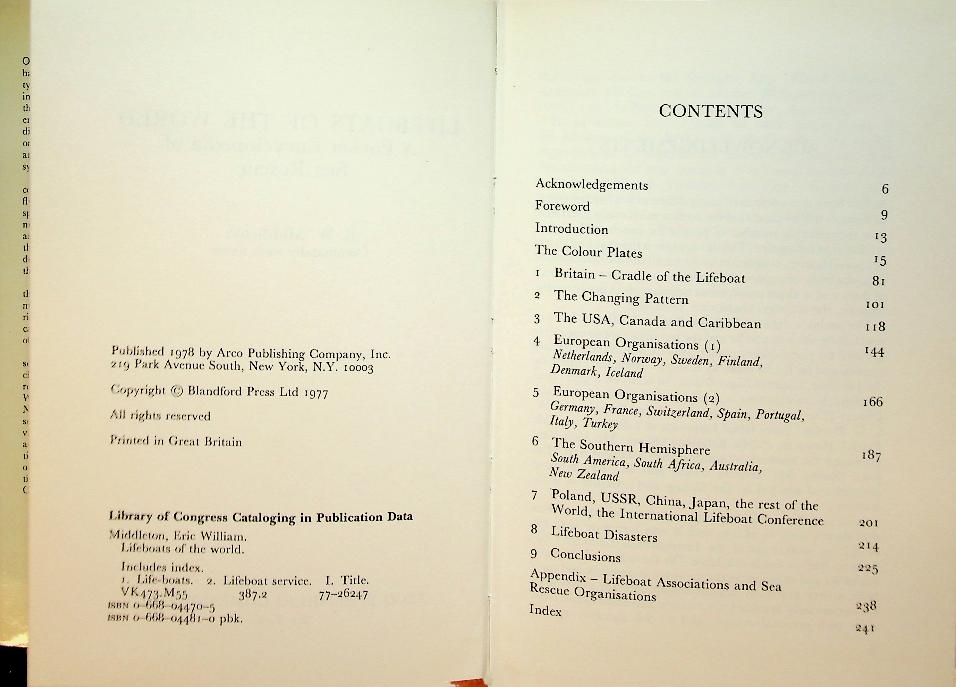 Published 1978 by Arco Publishing Company, Inc.
219 Park Avenue South, New York, N.Y. 10003
Copyright © Blandford Press Ltd 1977
All rights reserved
Printed in Great Britain
Library of Congress Cataloging in Publication Data
Middleton, Eric William.
Lifeboats of the world.
Includes index.
1. Life-boats. 2. Lifeboat service. I. Title.
VK473.M55 387.2 77-26247
ISBN 0-668-04470-5
ISBN 0-668-04481-0 pbk.
CONTENTS
Acknowledgements 6
Foreword 9
Introduction 13
The Colour Plates 15
1 Britain – Cradle of the Lifeboat 81
2 The Changing Pattern 101
3 The USA, Canada and Caribbean 118
4 European Organisations (1) 144
Netherlands, Norway, Sweden, Finland,
Denmark, Iceland
5 European Organisations (2) 166
Germany, France, Switzerland, Spain, Portugal,
Italy, Turkey
6 The Southern Hemisphere 187
South America, South Africa, Australia,
New Zealand
7 Poland, USSR, China, Japan, the rest of the
World, the International Lifeboat Conference 201
8 Lifeboat Disasters 214
9 Conclusions 225
Appendix – Lifeboat Associations and Sea
Rescue Organisations 238
Index 241